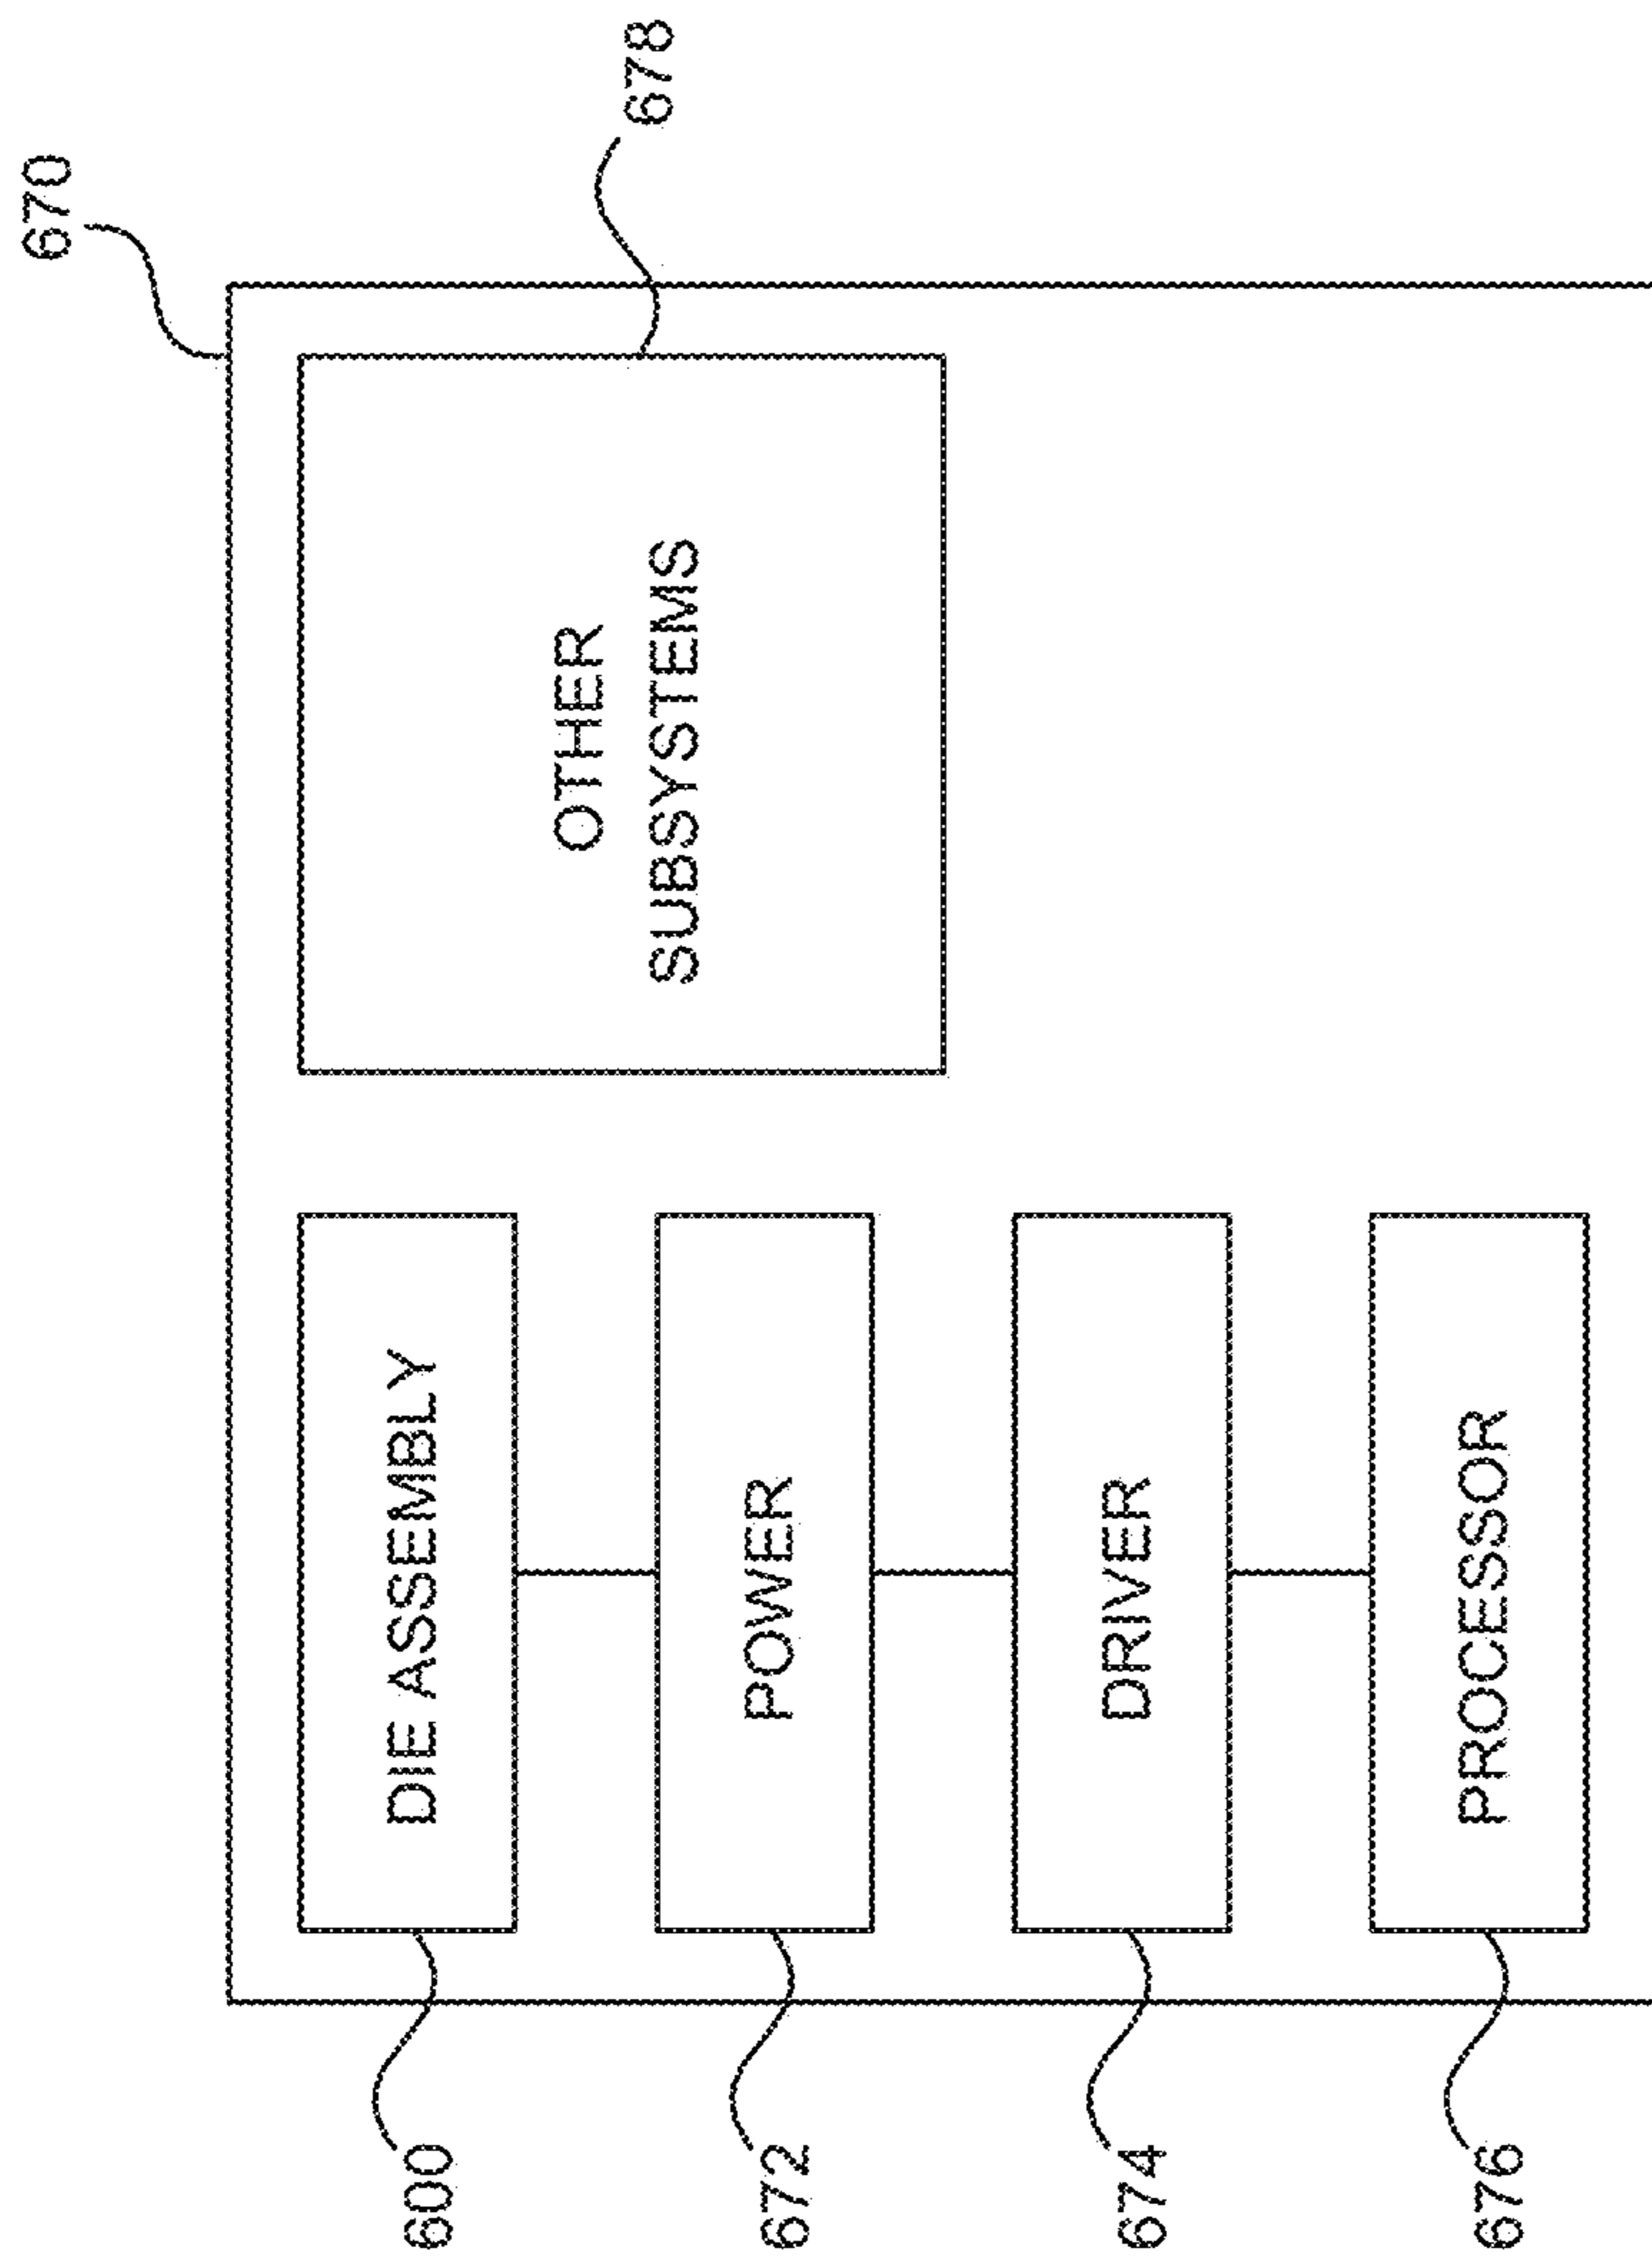 670
600
DIE ASSEMBLY
OTHER
SUBSYSTEMS
678
672
POWER
674
DRIVER
676
PROCESSOR